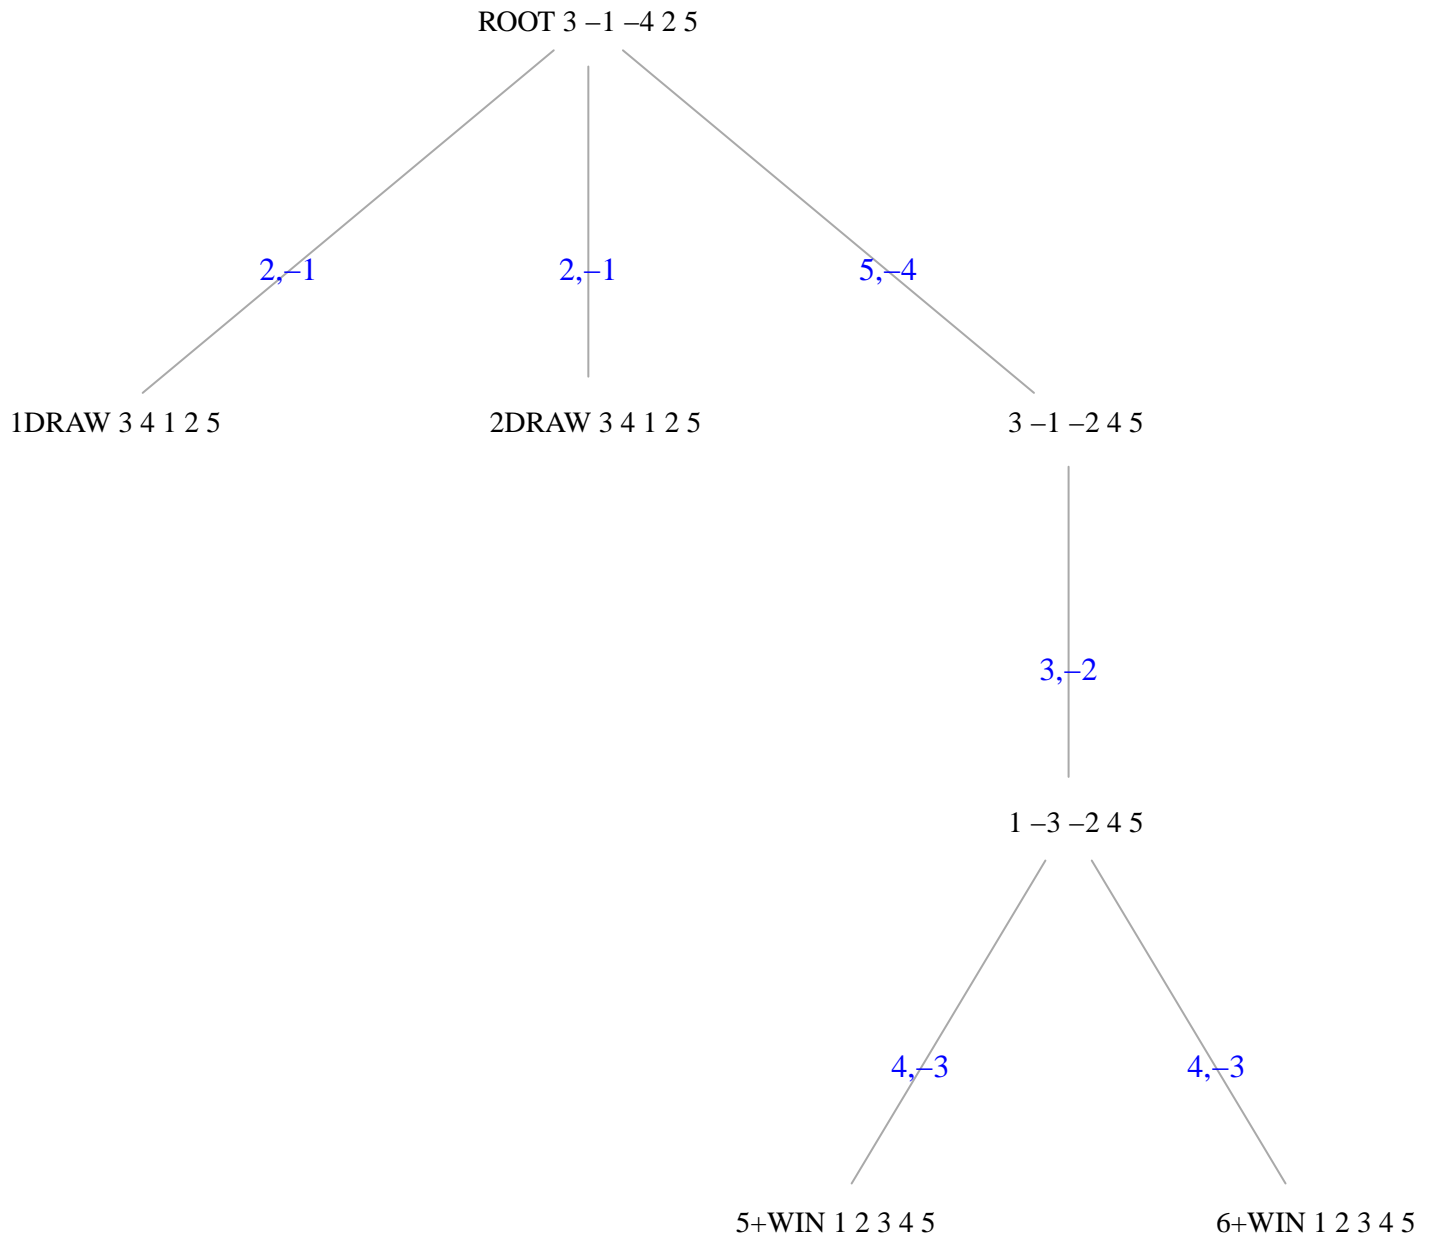 ROOT 3 –1 –4 2 5
2,–1
2,–1
5,–4
1DRAW 3 4 1 2 5
2DRAW 3 4 1 2 5
3 –1 –2 4 5
3,–2
1 –3 –2 4 5
4,–3
4,–3
5+WIN 1 2 3 4 5
6+WIN 1 2 3 4 5